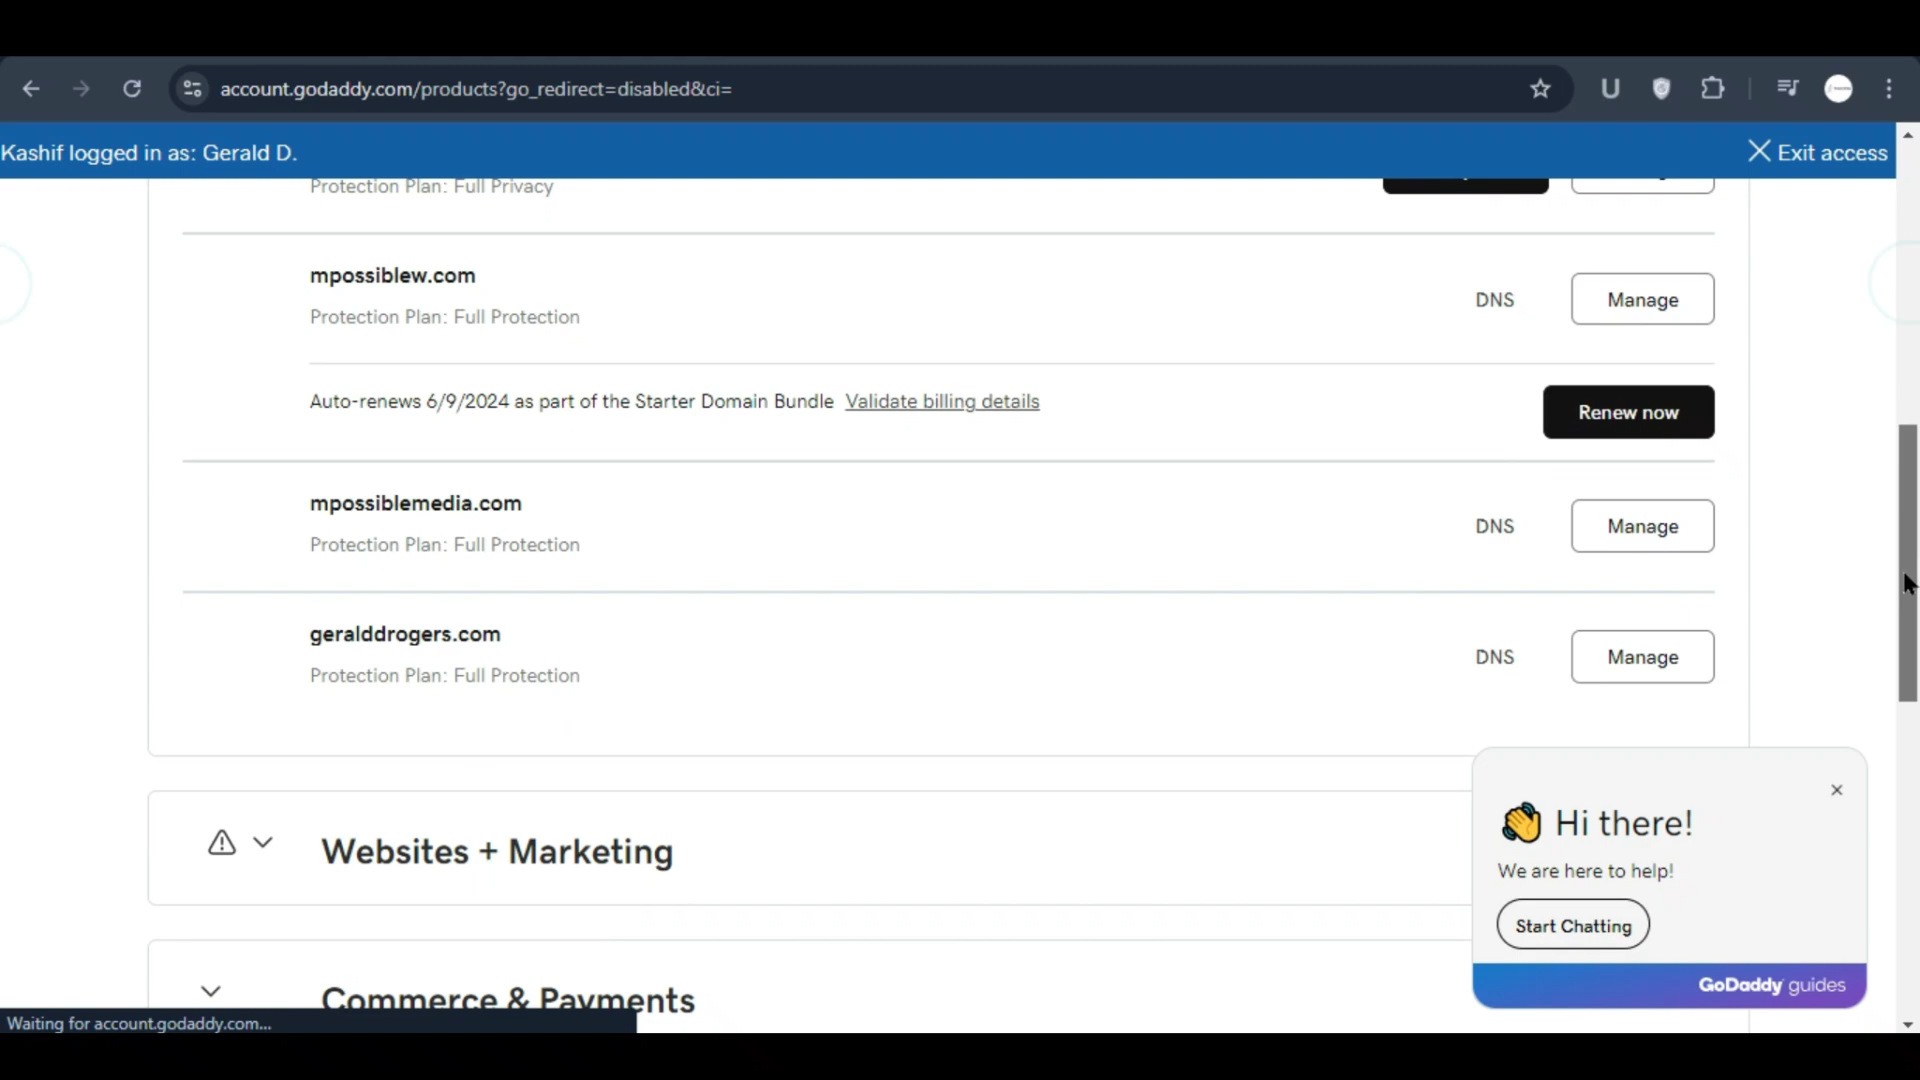 account.godaddy.com/products?go_redirect=disabled&ci=
Kashif logged in as: Gerald D.
Exit access
Protection Plan: Full Privacy
mpossiblew.com
Protection Plan: Full Protection
DNS
Manage
Auto-renews 6/9/2024 as part of the Starter Domain Bundle Validate billing details
Renew now
mpossiblemedia.com
Protection Plan: Full Protection
DNS
Manage
geralddrogers.com
Protection Plan: Full Protection
DNS
Manage
Websites + Marketing
Commerce & Payments
Hi there!
We are here to help!
Start Chatting
GoDaddy guides
Waiting for account.godaddy.com...